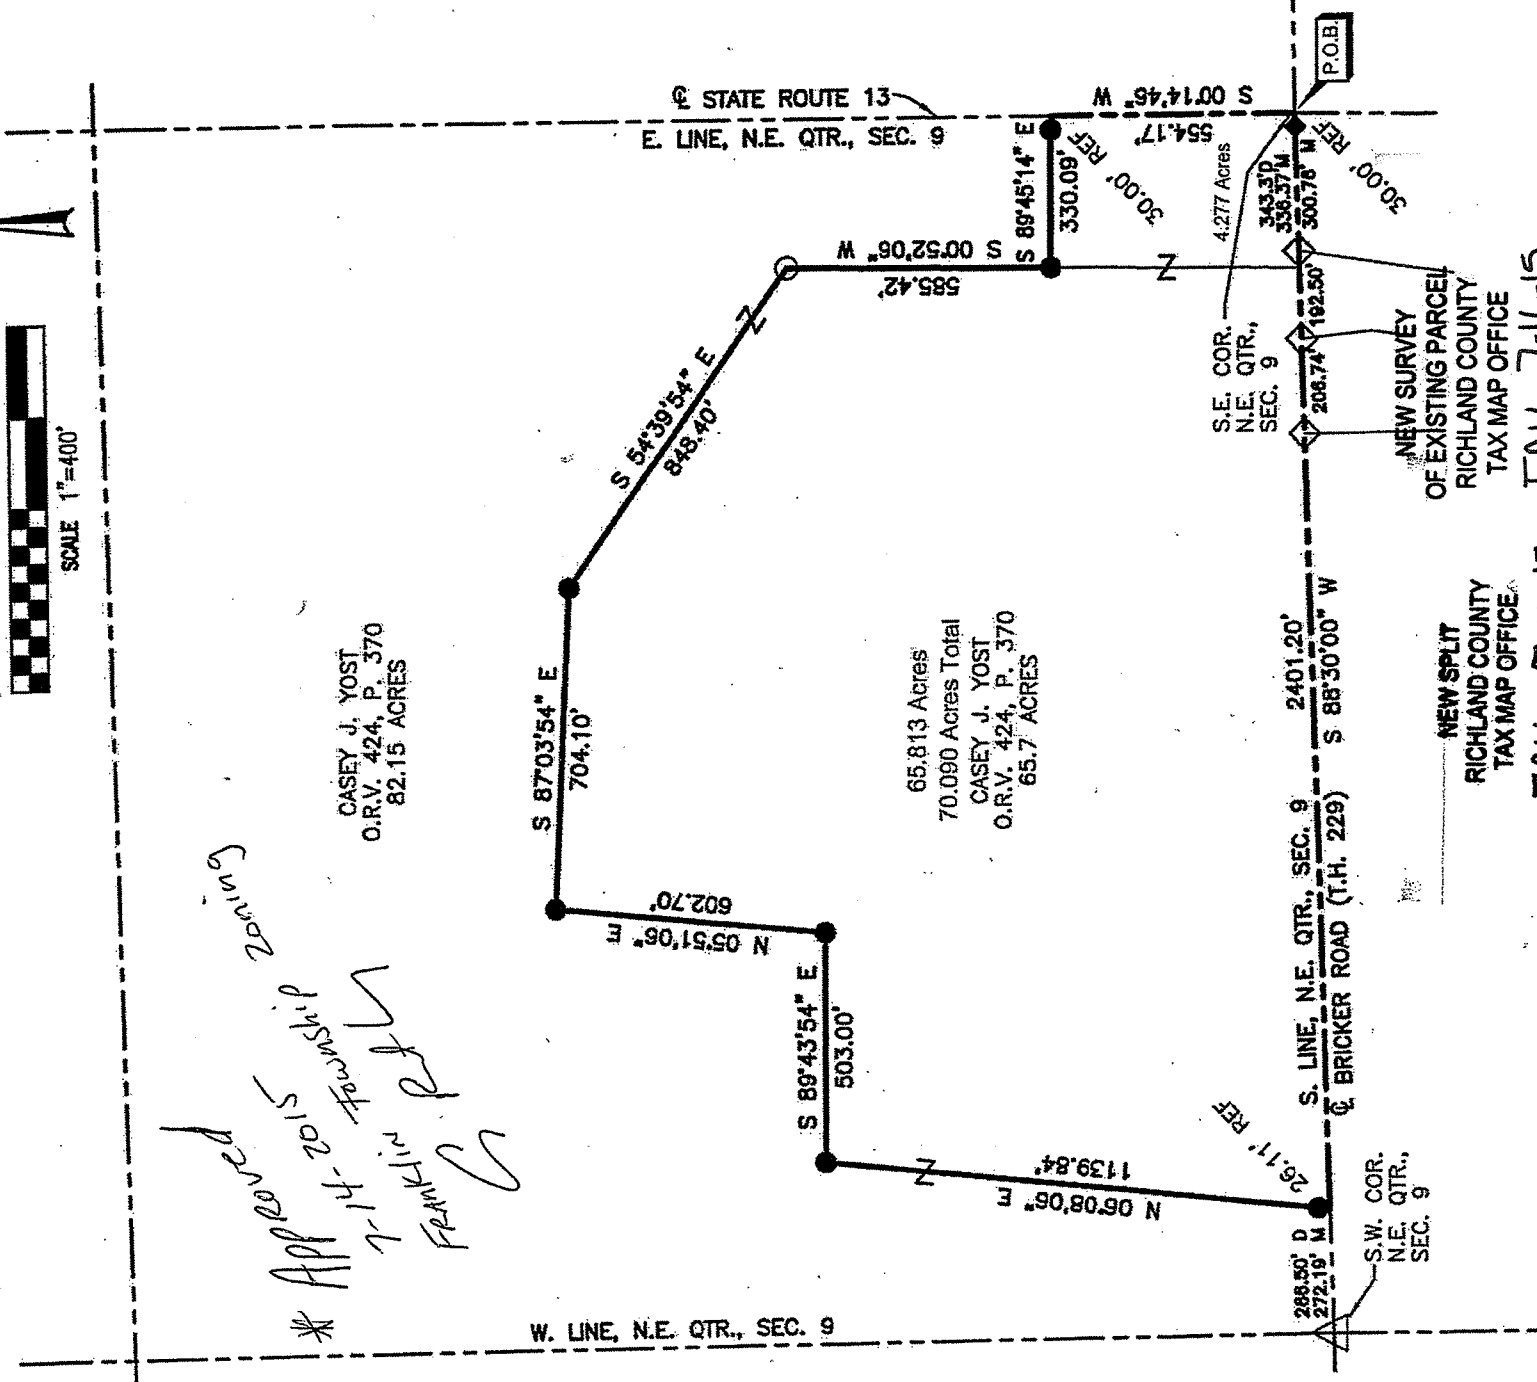 SCALE 1"=400'
℄ STATE ROUTE 13
E. LINE, N.E. QTR., SEC. 9
S 00°14'46" W
554.17'
P.O.B.
S 89°45'14" E
330.09'
30.00' REF
4.277 Acres
343.3'D
336.37'M
300.76' M
30.00' REF
S 00°52'06" W
585.42'
S.E. COR.
N.E. QTR.,
SEC. 9
192.50'
206.74'
NEW SURVEY
OF EXISTING PARCEL
RICHLAND COUNTY
TAX MAP OFFICE
S 54°39'54" E
848.40'
CASEY J. YOST
O.R.V. 424, P. 370
82.15 ACRES
S 87°03'54" E
704.10'
65.813 Acres
70.090 Acres Total
CASEY J. YOST
O.R.V. 424, P. 370
65.7 ACRES
2401.20'
S 88°30'00" W
NEW SPLIT
RICHLAND COUNTY
TAX MAP OFFICE
N 05°51'06" E
602.70'
S 89°43'54" E
503.00'
S. LINE, N.E. QTR., SEC. 9
℄ BRICKER ROAD (T.H. 229)
* Approved
7-14-2015
Franklin Township zoning
N 06°08'06" E
1139.84'
26.11' REF
266.50' D
272.19' M
S.W. COR.
N.E. QTR.,
SEC. 9
W. LINE, N.E. QTR., SEC. 9